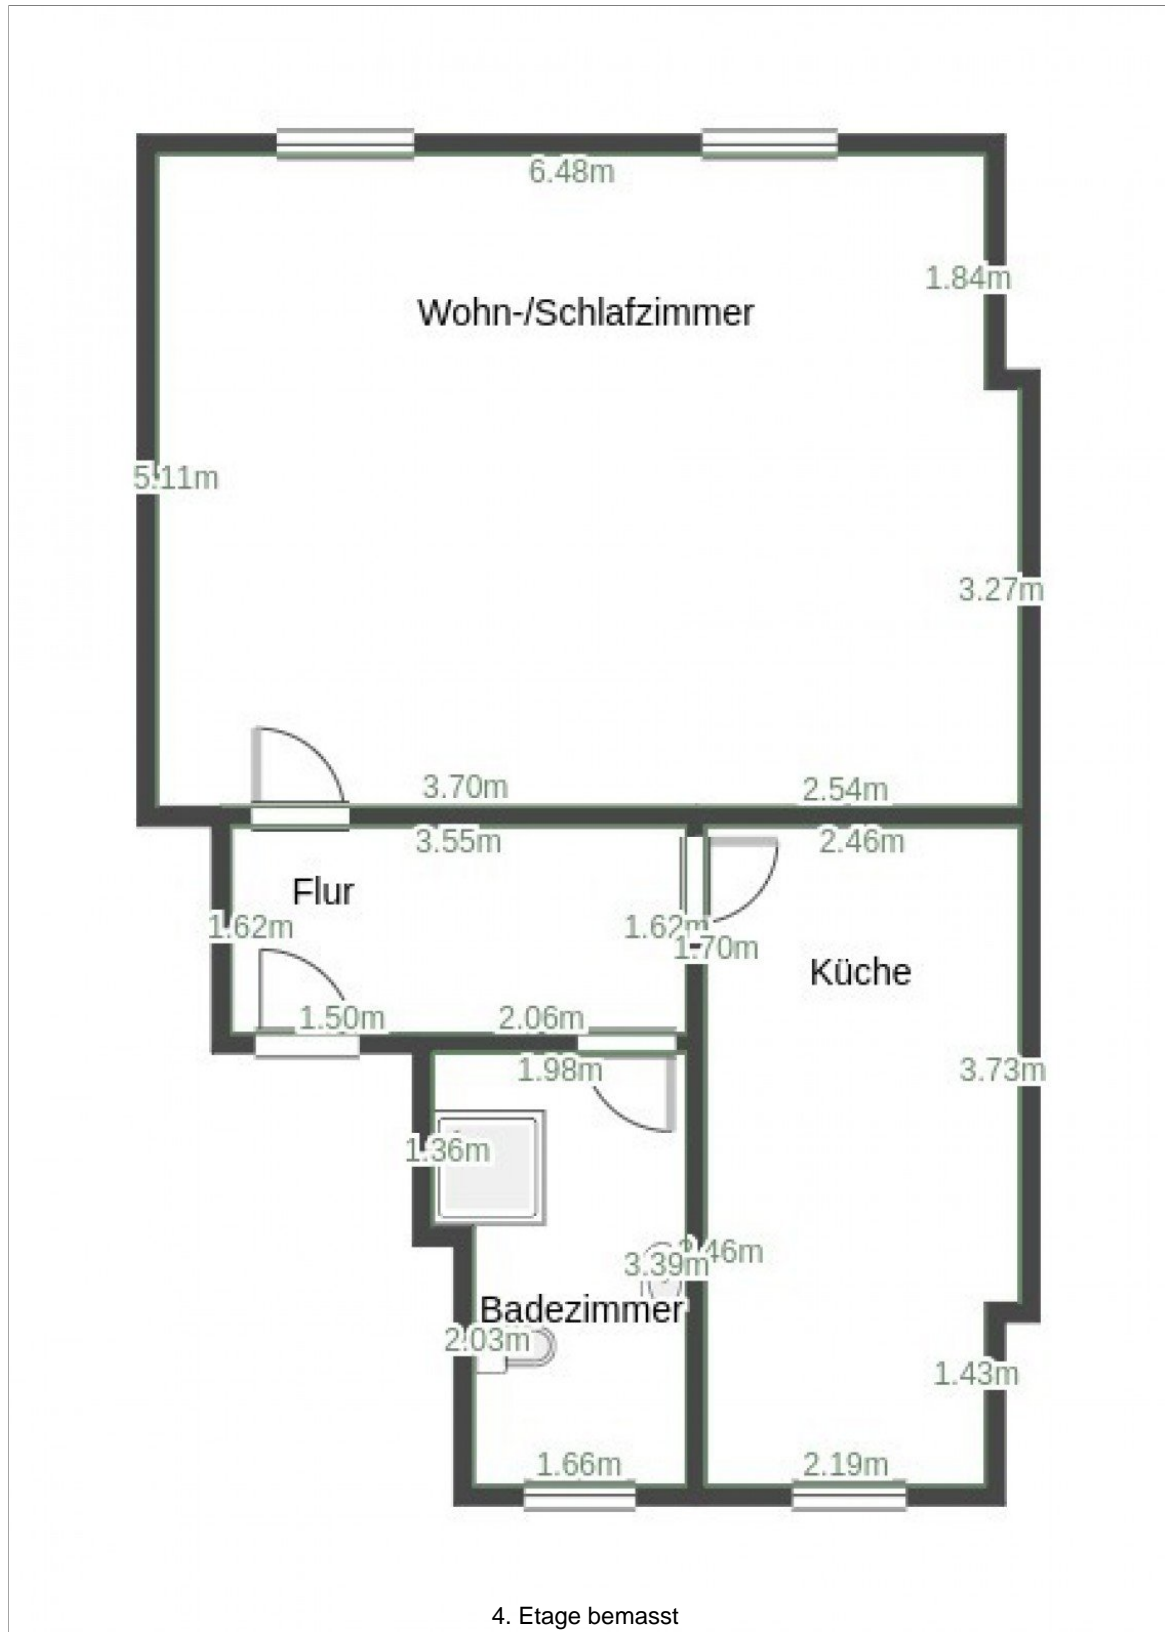 6.48m
1.84m
Wohn-/Schlafzimmer
5.11m
3.27m
3.70m
2.54m
3.55m
2.46m
Flur
1.62m
1.62m
1.70m
Küche
1.50m
2.06m
1.98m
3.73m
1.36m
3.39m
Badezimmer
2.03m
1.43m
1.66m
2.19m
4. Etage bemasst